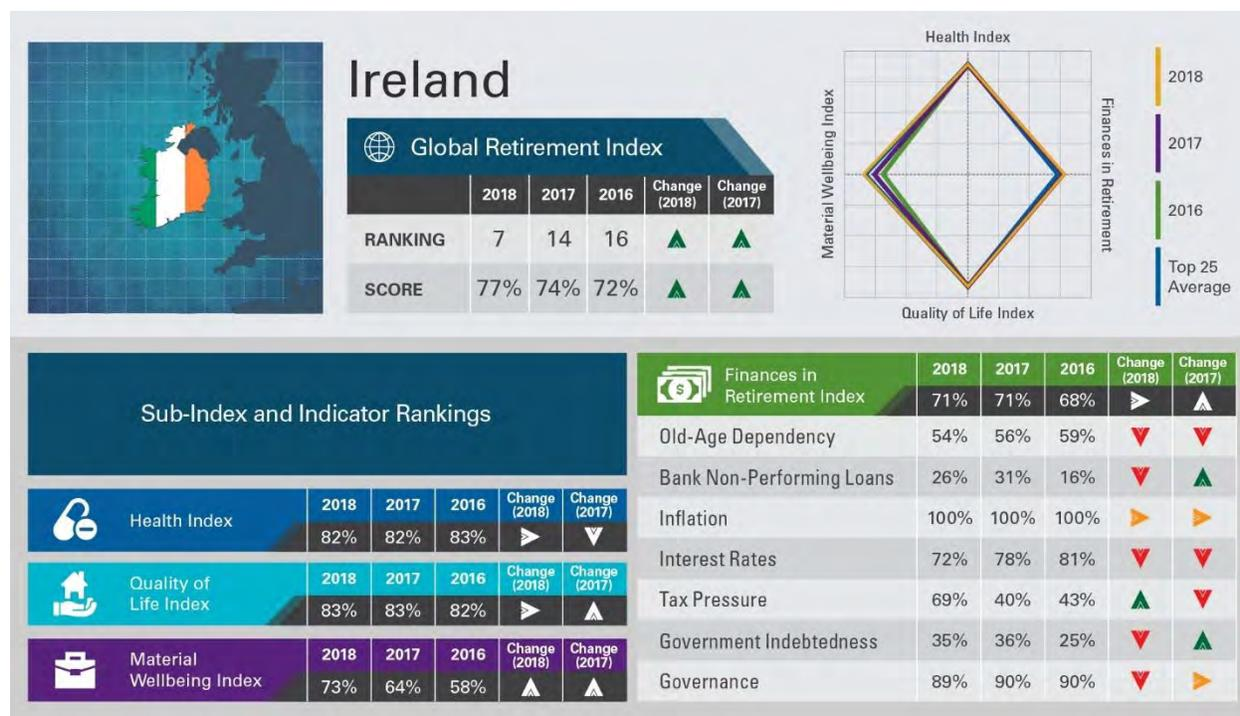 Ireland
Global Retirement Index
2018 2017 2016 Change (2018) Change (2017)
RANKING 7 14 16
SCORE 77% 74% 72%
Health Index
Material Wellbeing Index
Finances in Retirement
Quality of Life Index
2018
2017
2016
Top 25
Average
Sub-Index and Indicator Rankings
Health Index
2018 2017 2016 Change (2018) Change (2017)
82% 82% 83%
Quality of
Life Index
2018 2017 2016 Change (2018) Change (2017)
83% 83% 82%
Material
Wellbeing Index
2018 2017 2016 Change (2018) Change (2017)
73% 64% 58%
Finances in
Retirement Index
2018 2017 2016 Change (2018) Change (2017)
71% 71% 68%
Old-Age Dependency 54% 56% 59%
Bank Non-Performing Loans 26% 31% 16%
Inflation 100% 100% 100%
Interest Rates 72% 78% 81%
Tax Pressure 69% 40% 43%
Government Indebtedness 35% 36% 25%
Governance 89% 90% 90%